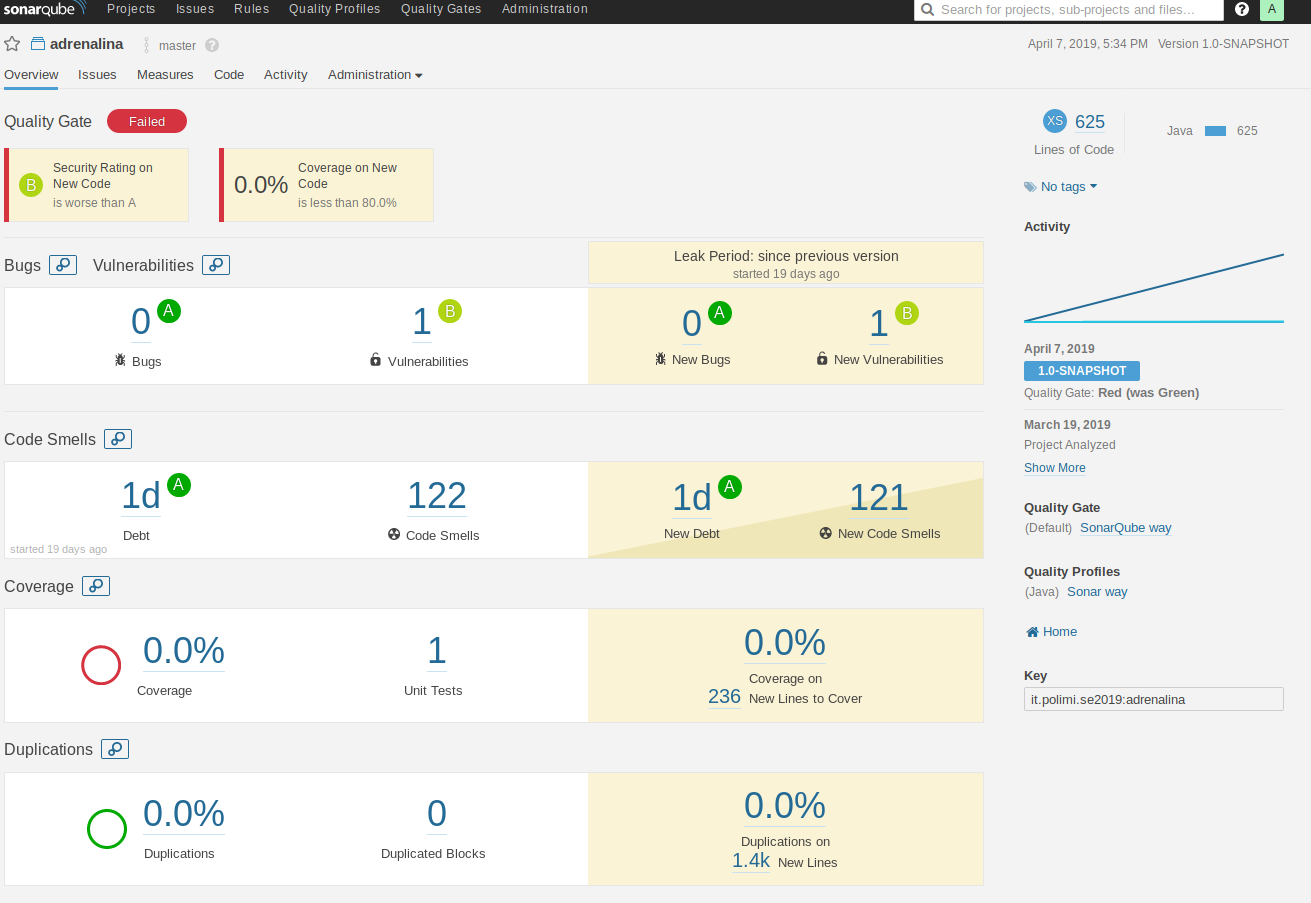 sonarqube Projects Issues Rules Quality Profiles Quality Gates Administration Search for projects, sub-projects and files... ? A
adrenalina master ? April 7, 2019, 5:34 PM Version 1.0-SNAPSHOT
Overview Issues Measures Code Activity Administration
Quality Gate Failed
B Security Rating on
New Code
is worse than A
0.0% Coverage on New
Code
is less than 80.0%
Bugs Vulnerabilities
Leak Period: since previous version
started 19 days ago
0 A
Bugs
1 B
Vulnerabilities
0 A
New Bugs
1 B
New Vulnerabilities
Code Smells
1d A
Debt
started 19 days ago
122
Code Smells
1d A
New Debt
121
New Code Smells
Coverage
0.0%
Coverage
1
Unit Tests
0.0%
Coverage on
236 New Lines to Cover
Duplications
0.0%
Duplications
0
Duplicated Blocks
0.0%
Duplications on
1.4k New Lines
XS 625
Lines of Code
Java 625
No tags
Activity
April 7, 2019
1.0-SNAPSHOT
Quality Gate: Red (was Green)
March 19, 2019
Project Analyzed
Show More
Quality Gate
(Default) SonarQube way
Quality Profiles
(Java) Sonar way
Home
Key
it.polimi.se2019:adrenalina